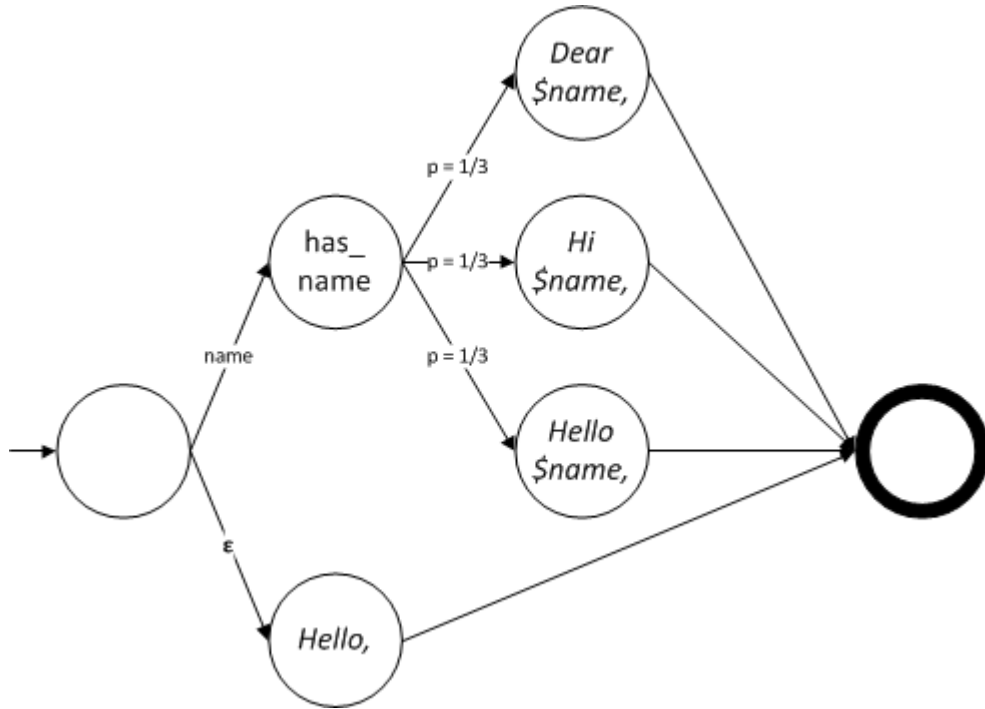 Dear
$name,
p = 1/3
has_
name
p = 1/3
Hi
$name,
name
p = 1/3
Hello
$name,
ε
Hello,